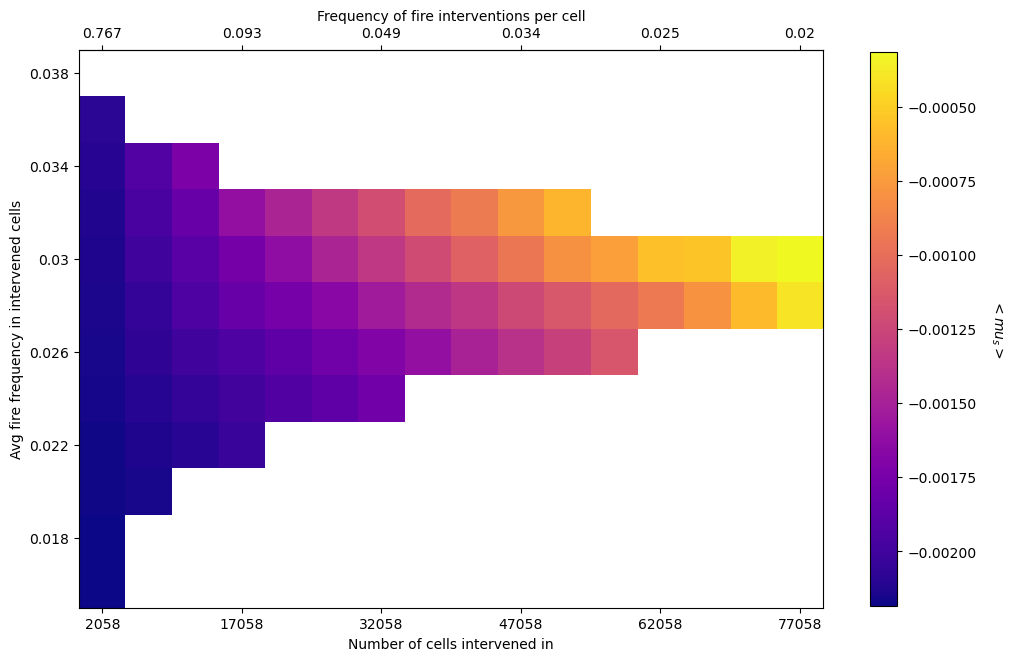 Frequency of fire interventions per cell
0.767 0.093 0.049 0.034 0.025 0.02
0.038
0.034
0.03
0.026
0.022
0.018
Avg fire frequency in intervened cells
2058 17058 32058 47058 62058 77058
Number of cells intervened in
−0.00050
−0.00075
−0.00100
−0.00125
−0.00150
−0.00175
−0.00200
< mu_s >